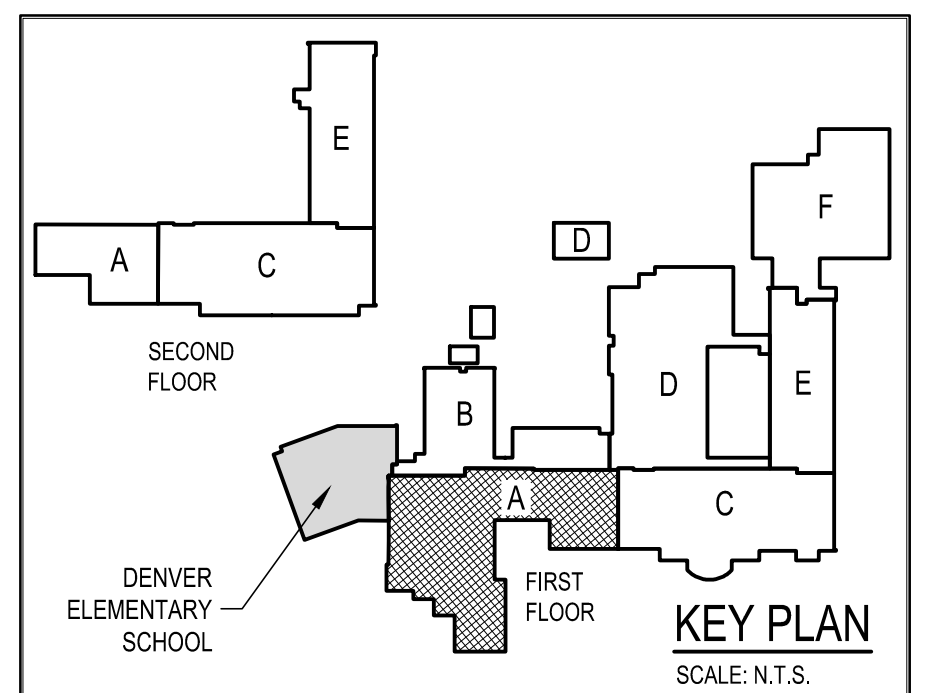 E
A
C
SECOND
FLOOR
F
D
D
E
B
A
C
DENVER
ELEMENTARY
SCHOOL
FIRST
FLOOR
KEY PLAN
SCALE: N.T.S.